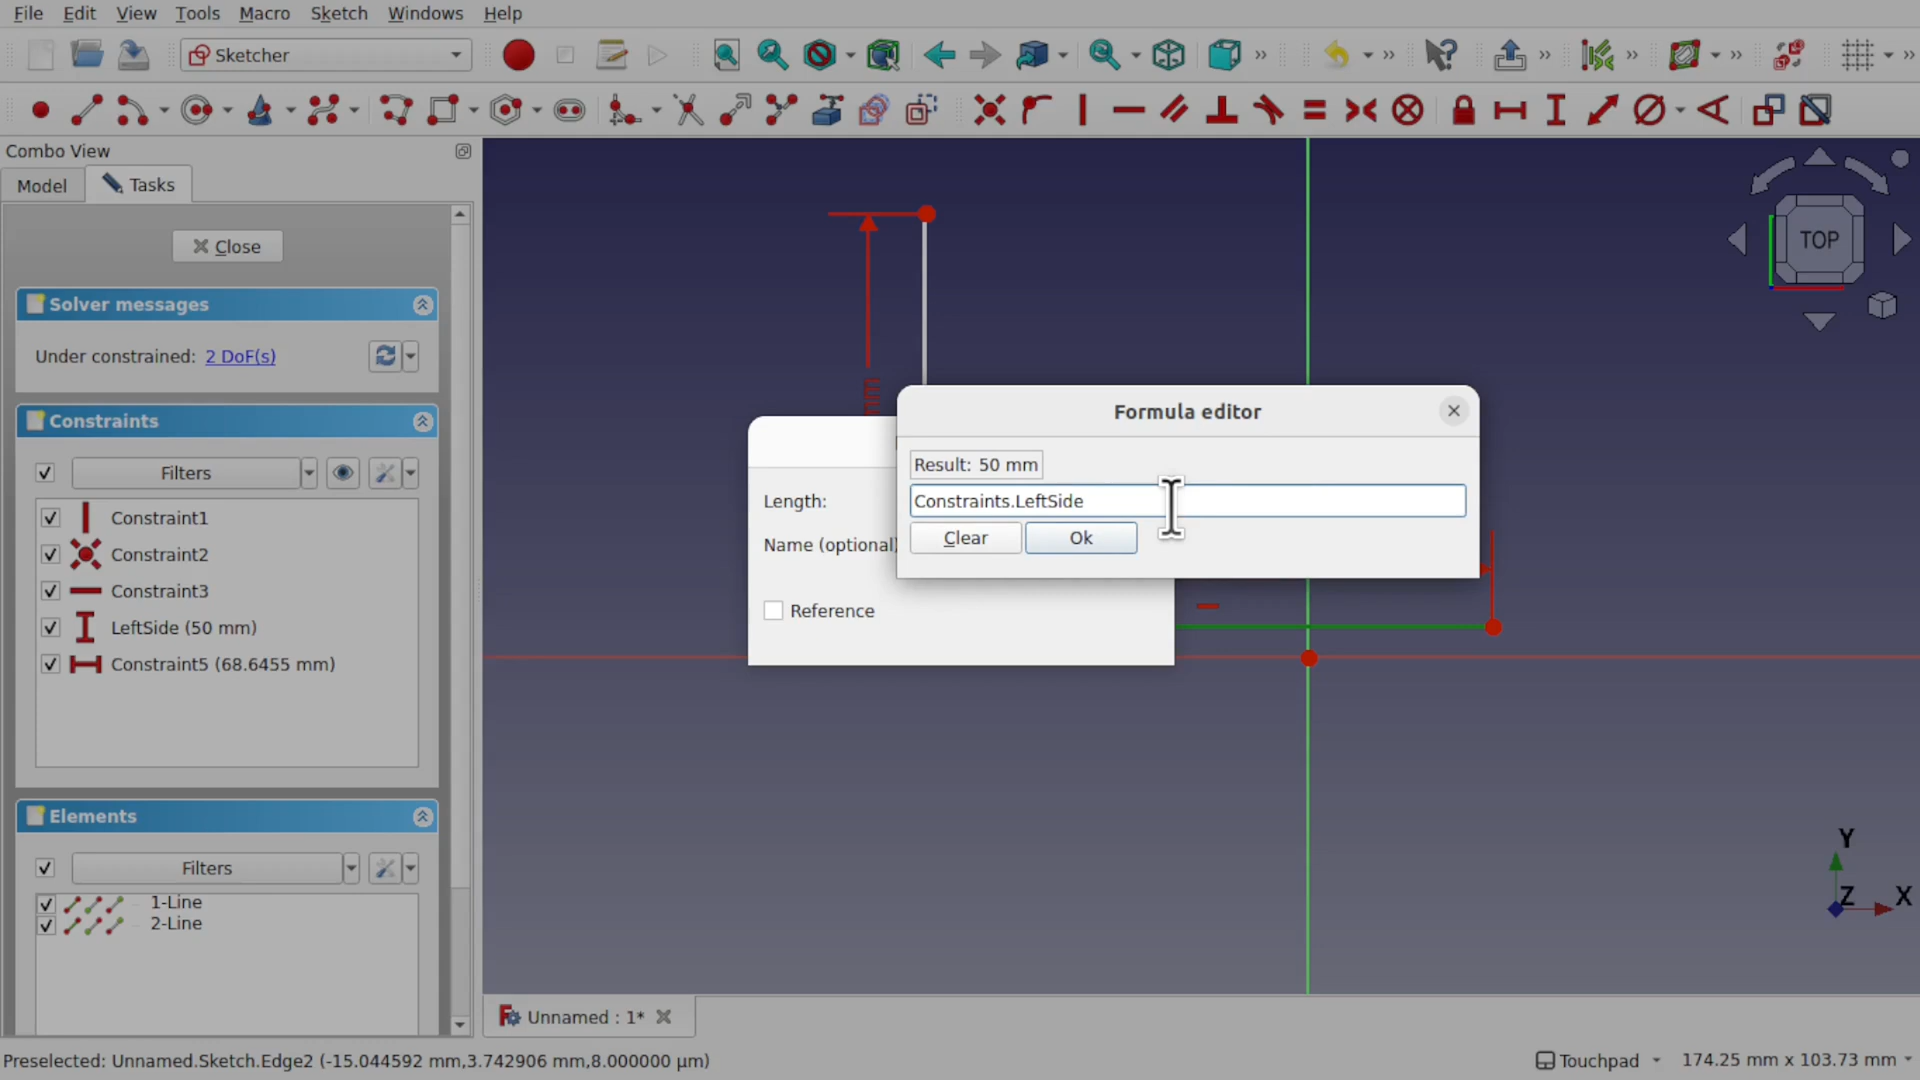 File Edit View Tools Macro Sketch Windows Help
Sketcher
Combo View
Model Tasks
Close
Solver messages
Under constrained: 2 DoF(s)
Constraints
Filters
Constraint1
Constraint2
Constraint3
LeftSide (50 mm)
Constraint5 (68.6455 mm)
Elements
Filters
1-Line
2-Line
TOP
mm
Formula editor
Result: 50 mm
Constraints.LeftSide
Clear Ok
Length:
Name (optional)
Reference
Y
Z X
Unnamed : 1*
Preselected: Unnamed.Sketch.Edge2 (-15.044592 mm,3.742906 mm,8.000000 µm)
Touchpad 174.25 mm x 103.73 mm